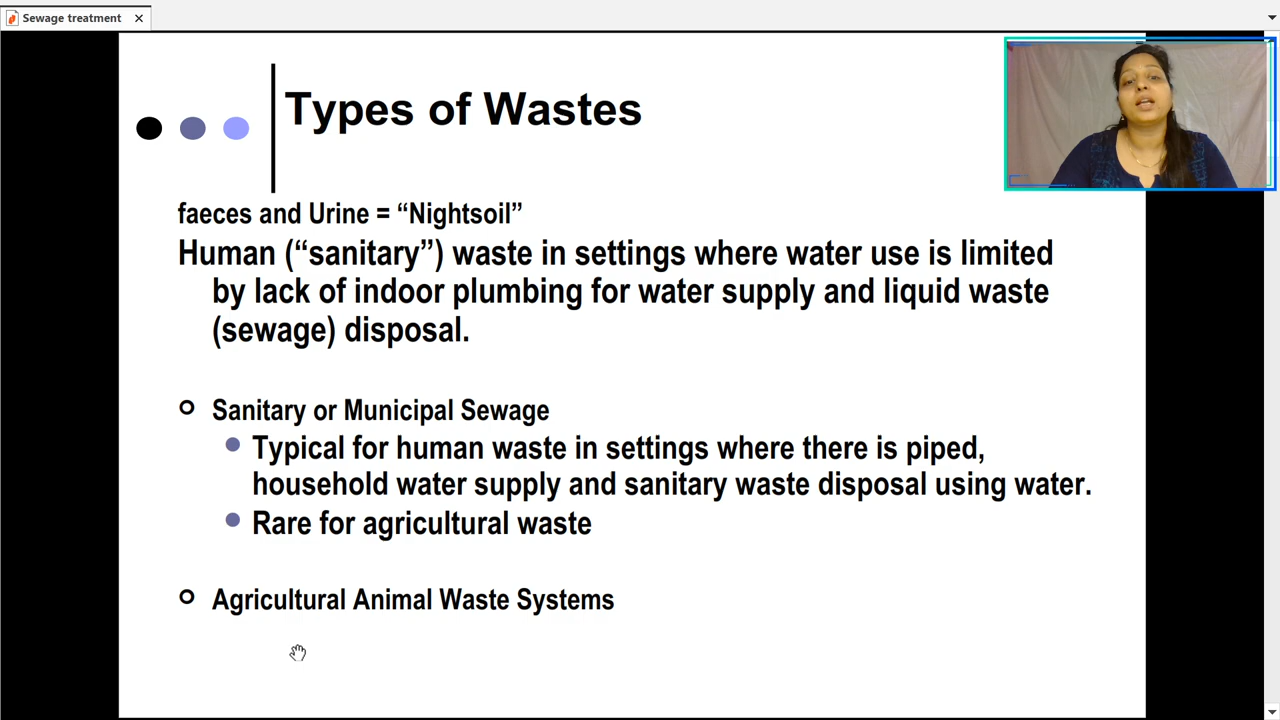 Sewage treatment
Types of Wastes
faeces and Urine = “Nightsoil”
Human (“sanitary”) waste in settings where water use is limited
by lack of indoor plumbing for water supply and liquid waste
(sewage) disposal.
Sanitary or Municipal Sewage
Typical for human waste in settings where there is piped,
household water supply and sanitary waste disposal using water.
Rare for agricultural waste
Agricultural Animal Waste Systems